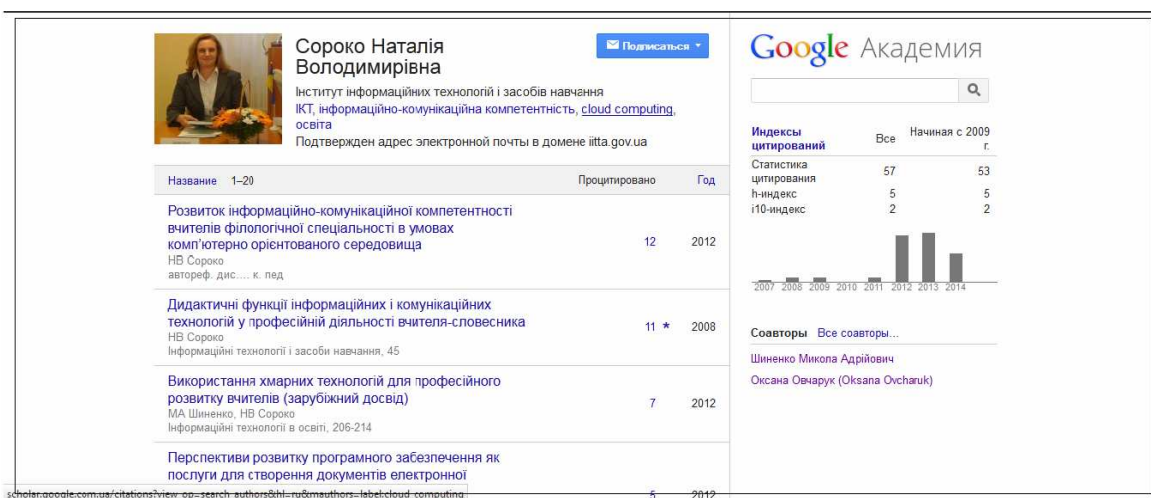 Сороко Наталія
Володимирівна
Підписаться
Інститут інформаційних технологій і засобів навчання
ІКТ, інформаційно-комунікаційна компетентність, cloud computing,
освіта
Подтвержден адрес электронной почты в домене iitta.gov.ua
Название 1–20 Процитировано Год
Розвиток інформаційно-комунікаційної компетентності
вчителів філологічної спеціальності в умовах
комп'ютерно орієнтованого середовища 12 2012
НВ Сороко
автореф. дис.... к. пед
Дидактичні функції інформаційних і комунікаційних
технологій у професійній діяльності вчителя-словесника 11 * 2008
НВ Сороко
Інформаційні технології і засоби навчання, 45
Використання хмарних технологій для професійного
розвитку вчителів (зарубіжний досвід) 7 2012
МА Шиненко, НВ Сороко
Інформаційні технології в освіті, 206-214
Перспективи розвитку програмного забезпечення як
послуги для створення документів електронної
5 2012
scholar.google.com.ua/citations?view_op=search_authors&hl=ru&mauthors=label:cloud_computing
Google Академия
Индексы
цитирований Все Начиная с 2009
г.
Статистика
цитирования 57 53
h-индекс 5 5
i10-индекс 2 2
2007 2008 2009 2010 2011 2012 2013 2014
Соавторы Все соавторы...
Шиненко Микола Адрійович
Оксана Овчарук (Oksana Ovcharuk)